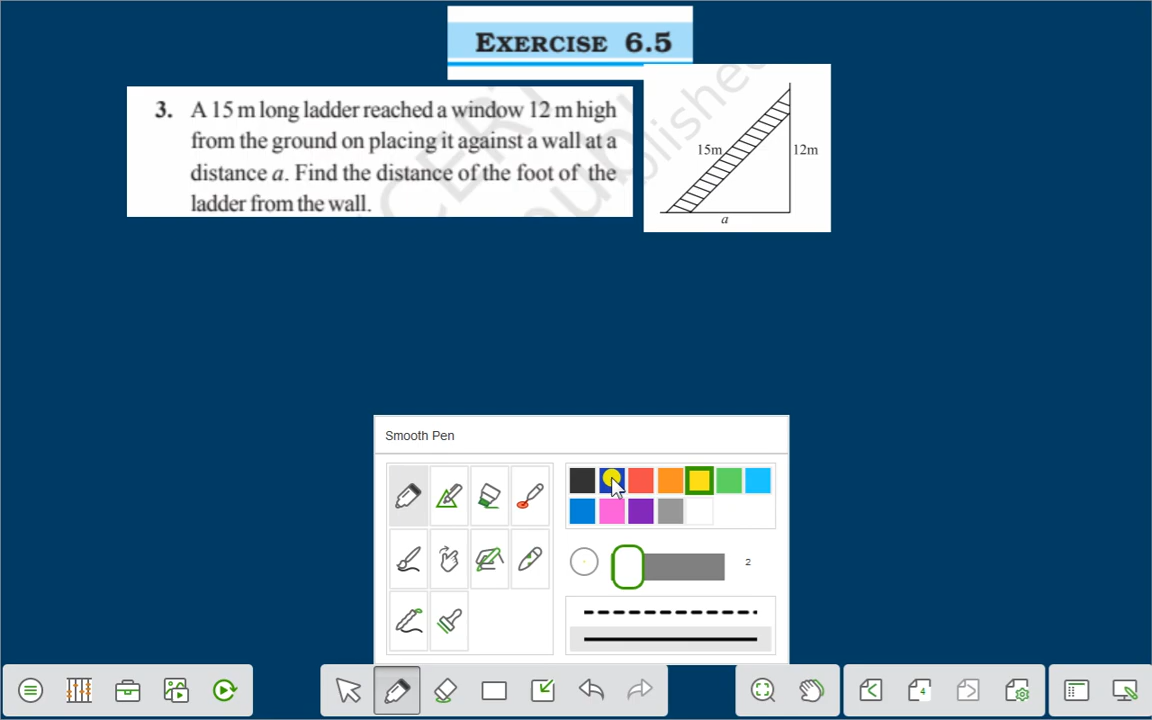 EXERCISE 6.5
3. A 15 m long ladder reached a window 12 m high
from the ground on placing it against a wall at a
distance a. Find the distance of the foot of the
ladder from the wall.
15m
12m
a
Smooth Pen
2
4